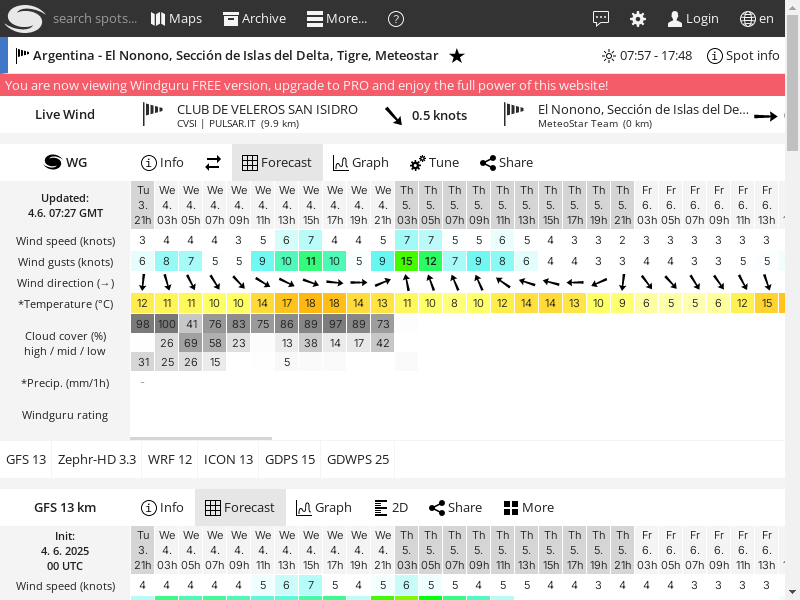 search spots... Maps Archive More... ? Login en
Argentina - El Nonono, Sección de Islas del Delta, Tigre, Meteostar ★ 07:57 - 17:48 Spot info
You are now viewing Windguru FREE version, upgrade to PRO and enjoy the full power of this website!
Live Wind CLUB DE VELEROS SAN ISIDRO 0.5 knots El Nonono, Sección de Islas del De...
CVSI | PULSAR.IT (9.9 km) MeteoStar Team (0 km)
WG Info Forecast Graph Tune Share
Updated:
4.6. 07:27 GMT
Tu We We We We We We We We We We Th Th Th Th Th Th Th Th Th Th Fr Fr Fr Fr Fr Fr
3. 4. 4. 4. 4. 4. 4. 4. 4. 4. 4. 5. 5. 5. 5. 5. 5. 5. 5. 5. 5. 6. 6. 6. 6. 6. 6.
21h 03h 05h 07h 09h 11h 13h 15h 17h 19h 21h 03h 05h 07h 09h 11h 13h 15h 17h 19h 21h 03h 05h 07h 09h 11h 13h
Wind speed (knots) 3 4 4 4 3 5 6 7 4 4 5 7 7 5 5 6 5 4 3 3 2 3 3 3 3 3 3
Wind gusts (knots) 6 8 7 5 5 9 10 11 10 5 9 15 12 7 9 8 6 4 4 3 3 4 4 3 3 5 5
Wind direction (→)
*Temperature (°C) 12 11 11 10 10 14 17 18 18 14 13 11 10 8 10 12 14 14 13 10 9 6 5 5 6 12 15
Cloud cover (%)
high / mid / low
98 100 41 76 83 75 86 89 97 89 73
26 69 58 23 13 38 14 17 42
31 25 26 15 5
*Precip. (mm/1h) -
Windguru rating
GFS 13 Zephr-HD 3.3 WRF 12 ICON 13 GDPS 15 GDWPS 25
GFS 13 km Info Forecast Graph 2D Share More
Init:
4. 6. 2025
00 UTC
Tu We We We We We We We We We We Th Th Th Th Th Th Th Th Th Th Fr Fr Fr Fr Fr Fr
3. 4. 4. 4. 4. 4. 4. 4. 4. 4. 4. 5. 5. 5. 5. 5. 5. 5. 5. 5. 5. 6. 6. 6. 6. 6. 6.
21h 03h 05h 07h 09h 11h 13h 15h 17h 19h 21h 03h 05h 07h 09h 11h 13h 15h 17h 19h 21h 03h 05h 07h 09h 11h 13h
Wind speed (knots) 4 4 4 4 4 5 6 7 5 4 5 6 5 5 4 5 5 4 4 3 4 4 4 3 3 3 3